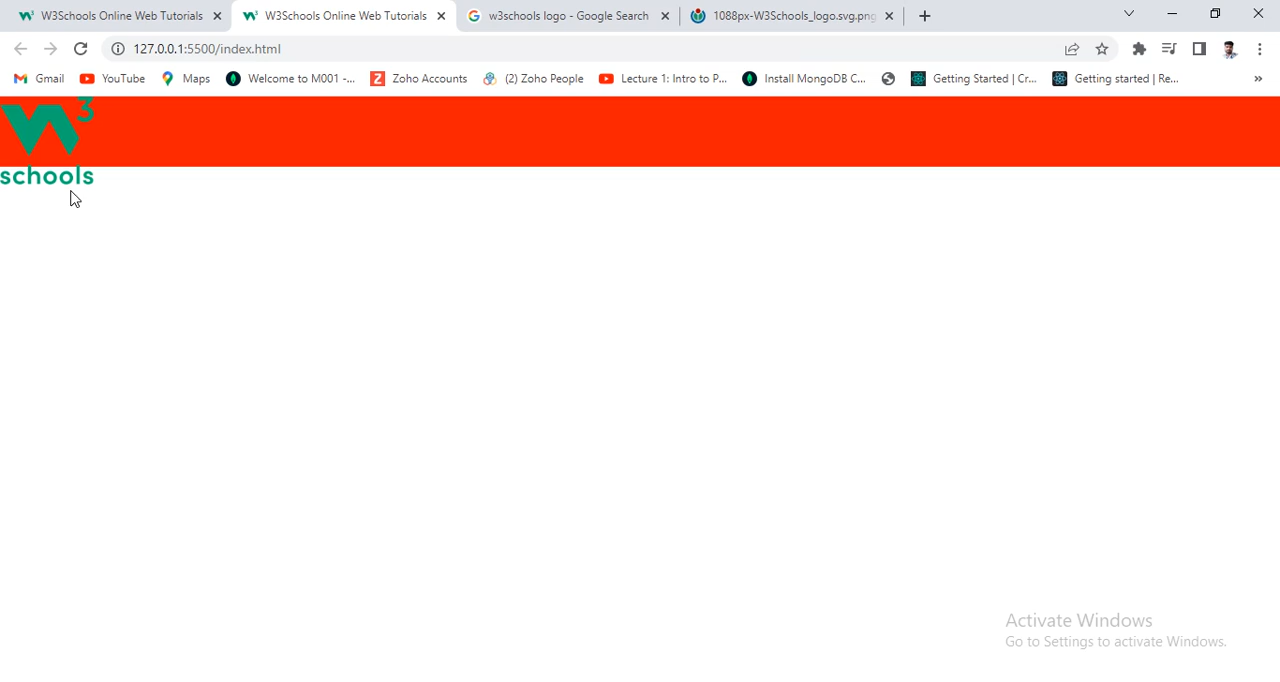 W3Schools Online Web Tutorials
W3Schools Online Web Tutorials
w3schools logo - Google Search
1088px-W3Schools_logo.svg.png
127.0.0.1:5500/index.html
Gmail
YouTube
Maps
Welcome to M001 -...
Zoho Accounts
(2) Zoho People
Lecture 1: Intro to P...
Install MongoDB C...
Getting Started | Cr...
Getting started | Re...
W3
schools
Activate Windows
Go to Settings to activate Windows.